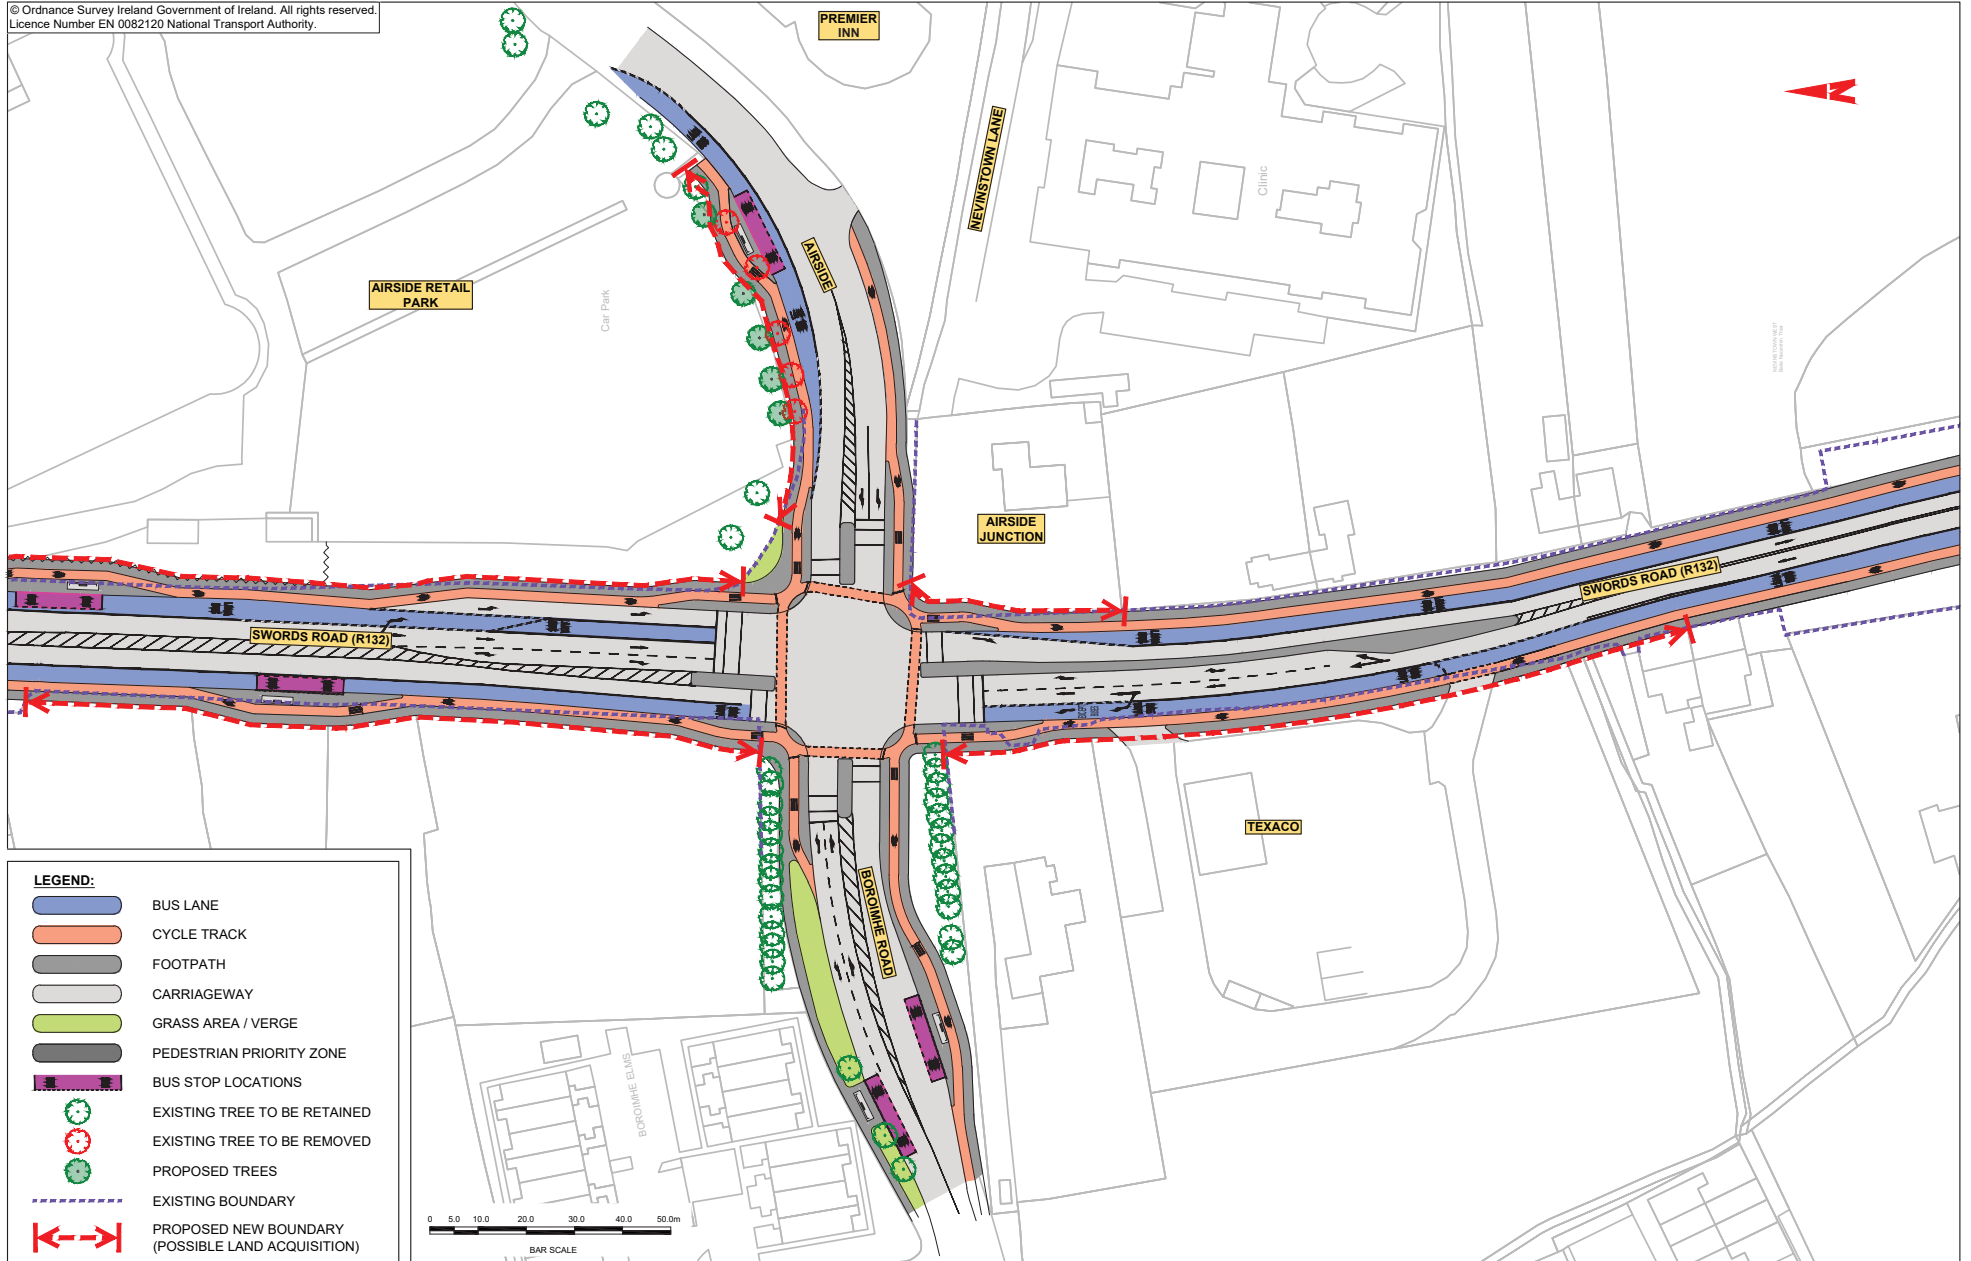 © Ordnance Survey Ireland Government of Ireland. All rights reserved.
Licence Number EN 0082120 National Transport Authority.
PREMIER
INN
NEVINSTOWN LANE
Clinic
AIRSIDE
AIRSIDE RETAIL
PARK
Car Park
AIRSIDE
JUNCTION
SWORDS ROAD (R132)
SWORDS ROAD (R132)
TEXACO
BOROIMHE ROAD
BOROIMHE ELMS
LEGEND:
BUS LANE
CYCLE TRACK
FOOTPATH
CARRIAGEWAY
GRASS AREA / VERGE
PEDESTRIAN PRIORITY ZONE
BUS STOP LOCATIONS
EXISTING TREE TO BE RETAINED
EXISTING TREE TO BE REMOVED
PROPOSED TREES
EXISTING BOUNDARY
PROPOSED NEW BOUNDARY
(POSSIBLE LAND ACQUISITION)
0 5.0 10.0 20.0 30.0 40.0 50.0m
BAR SCALE